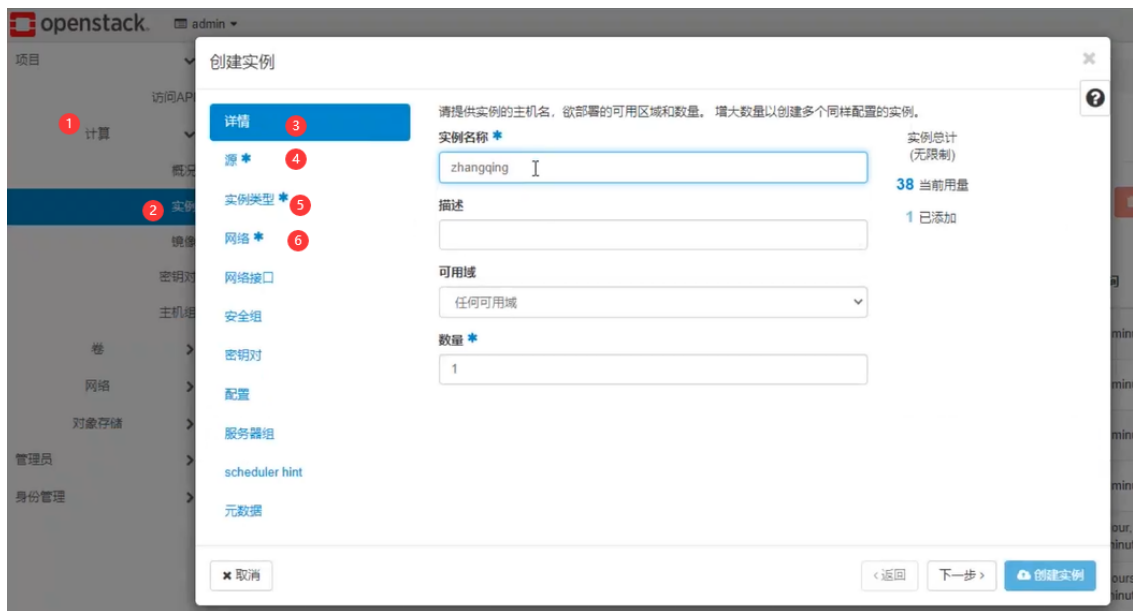 openstack. admin
项目
访问API
1 计算
概况
2 实例
镜像
密钥对
主机组
卷
网络
对象存储
管理员
身份管理
创建实例
详情 3
源 * 4
实例类型 * 5
网络 * 6
网络接口
安全组
密钥对
配置
服务器组
scheduler hint
元数据
请提供实例的主机名，欲部署的可用区域和数量。 增大数量以创建多个同样配置的实例。
实例名称 *
zhangqing
描述
可用域
任何可用域
数量 *
1
实例总计
(无限制)
38 当前用量
1 已添加
× 取消
‹ 返回
下一步 ›
创建实例